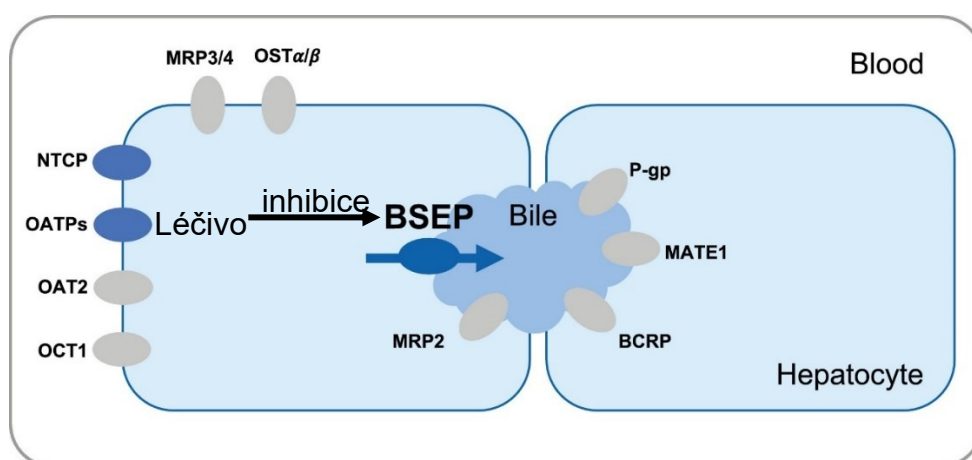 MRP3/4
OSTα/β
Blood
NTCP
P-gp
inhibice
OATPs
Léčivo
BSEP
Bile
MATE1
OAT2
MRP2
BCRP
OCT1
Hepatocyte